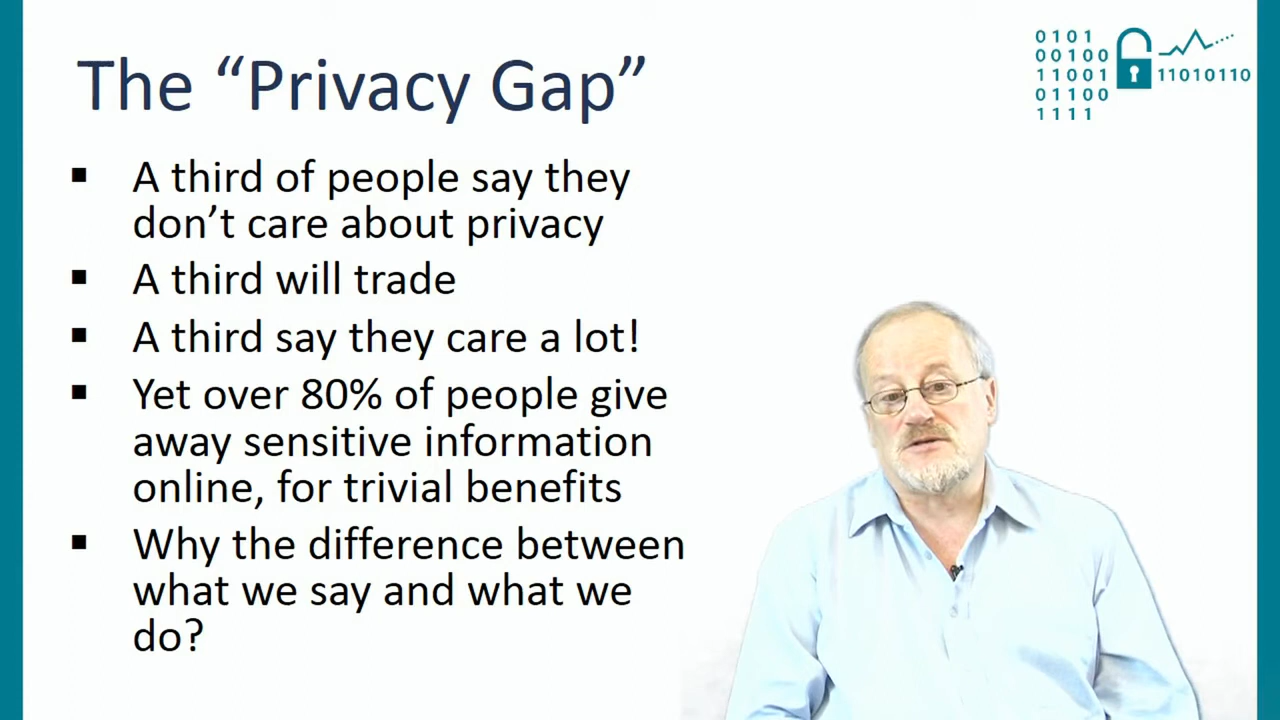 The “Privacy Gap”
▪ A third of people say they
don’t care about privacy
▪ A third will trade
▪ A third say they care a lot!
▪ Yet over 80% of people give
away sensitive information
online, for trivial benefits
▪ Why the difference between
what we say and what we
do?
0101
00100
11001
01100
1111
11010110